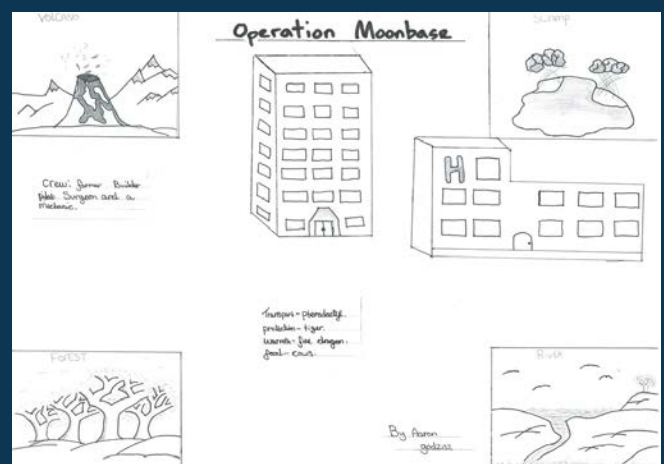 Operation Moonbase
VOLCANO
Swamp
H
Crew: farmer Builder
pilot Surgeon and a
mechanic.
Transport - pterodactyl.
protection - tiger.
warmth - fire dragon.
food - cows.
FOREST
River
By Aaron